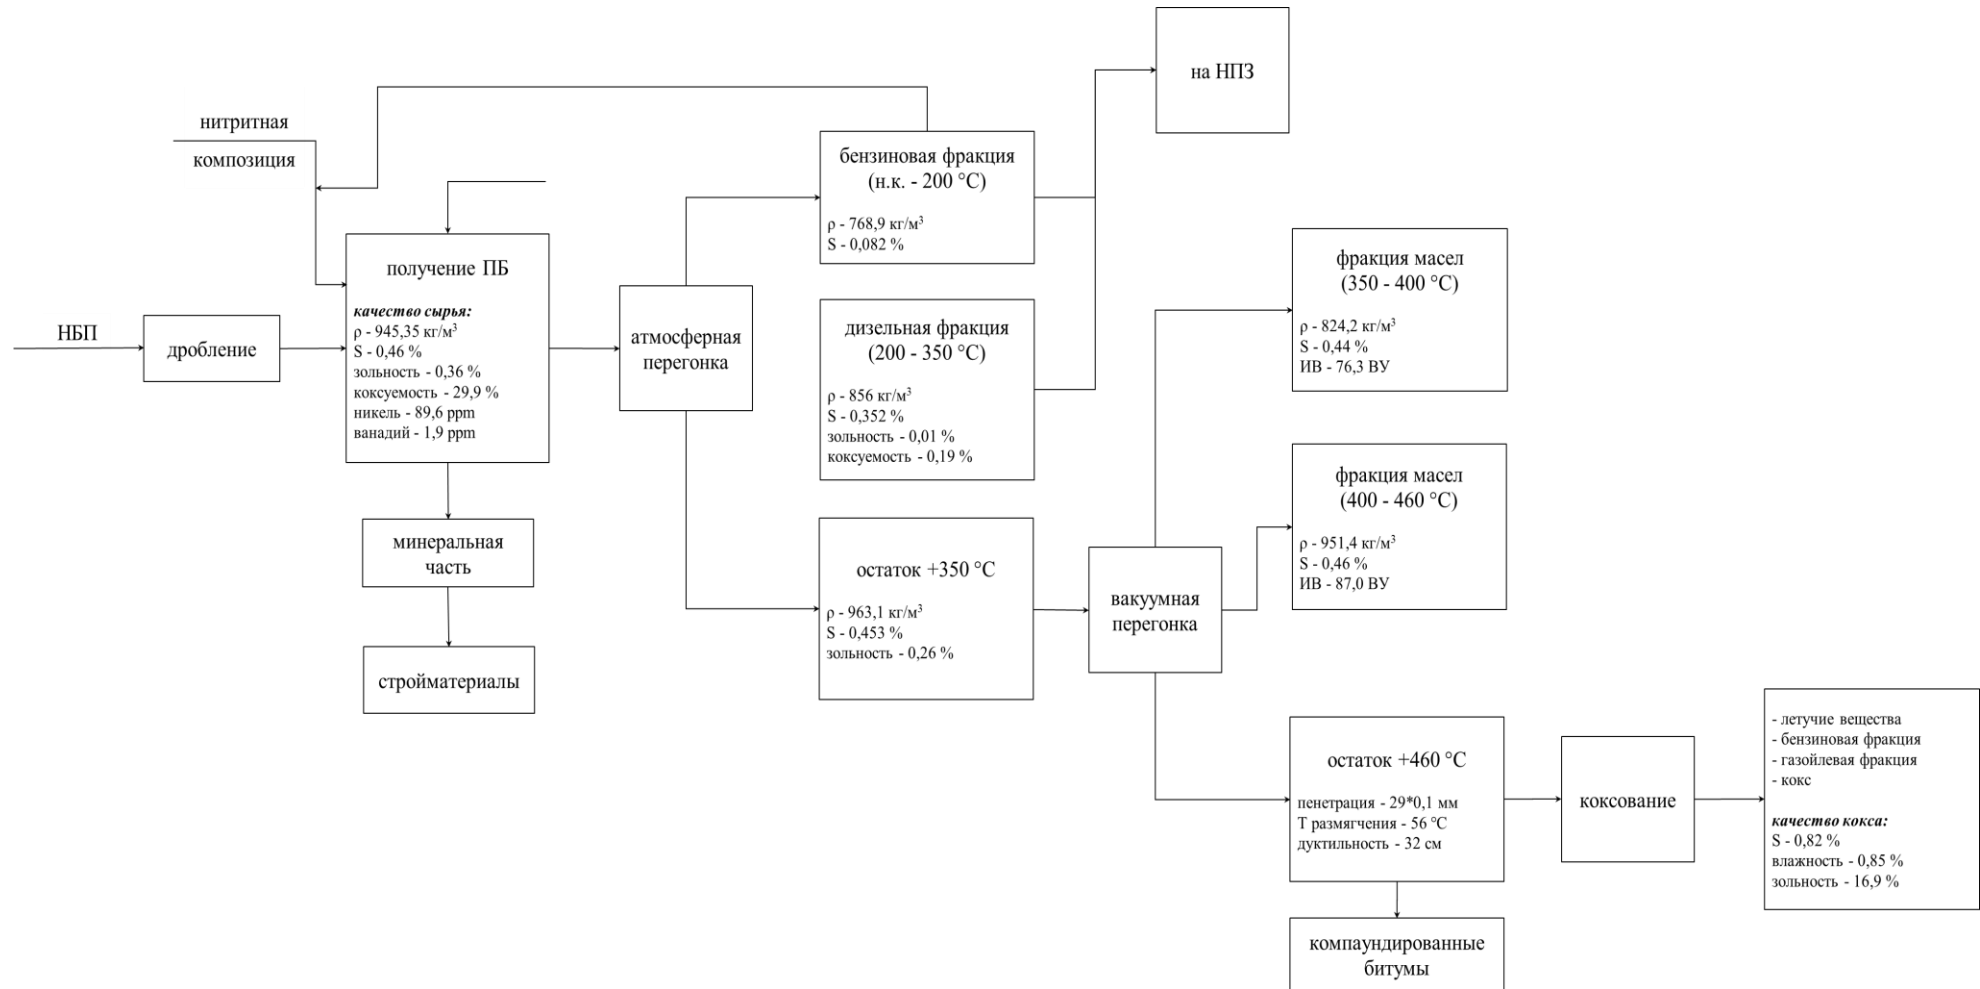 на НПЗ
нитритная
композиция
бензиновая фракция
(н.к. - 200 °С)
ρ - 768,9 кг/м³
S - 0,082 %
получение ПБ
качество сырья:
ρ - 945,35 кг/м³
S - 0,46 %
зольность - 0,36 %
коксуемость - 29,9 %
никель - 89,6 ppm
ванадий - 1,9 ppm
НБП
дробление
атмосферная
перегонка
дизельная фракция
(200 - 350 °С)
ρ - 856 кг/м³
S - 0,352 %
зольность - 0,01 %
коксуемость - 0,19 %
фракция масел
(350 - 400 °С)
ρ - 824,2 кг/м³
S - 0,44 %
ИВ - 76,3 ВУ
фракция масел
(400 - 460 °С)
ρ - 951,4 кг/м³
S - 0,46 %
ИВ - 87,0 ВУ
минеральная
часть
стройматериалы
остаток +350 °С
ρ - 963,1 кг/м³
S - 0,453 %
зольность - 0,26 %
вакуумная
перегонка
остаток +460 °С
пенетрация - 29*0,1 мм
Т размягчения - 56 °С
дуктильность - 32 см
коксование
- летучие вещества
- бензиновая фракция
- газойлевая фракция
- кокс
качество кокса:
S - 0,82 %
влажность - 0,85 %
зольность - 16,9 %
компаундированные
битумы